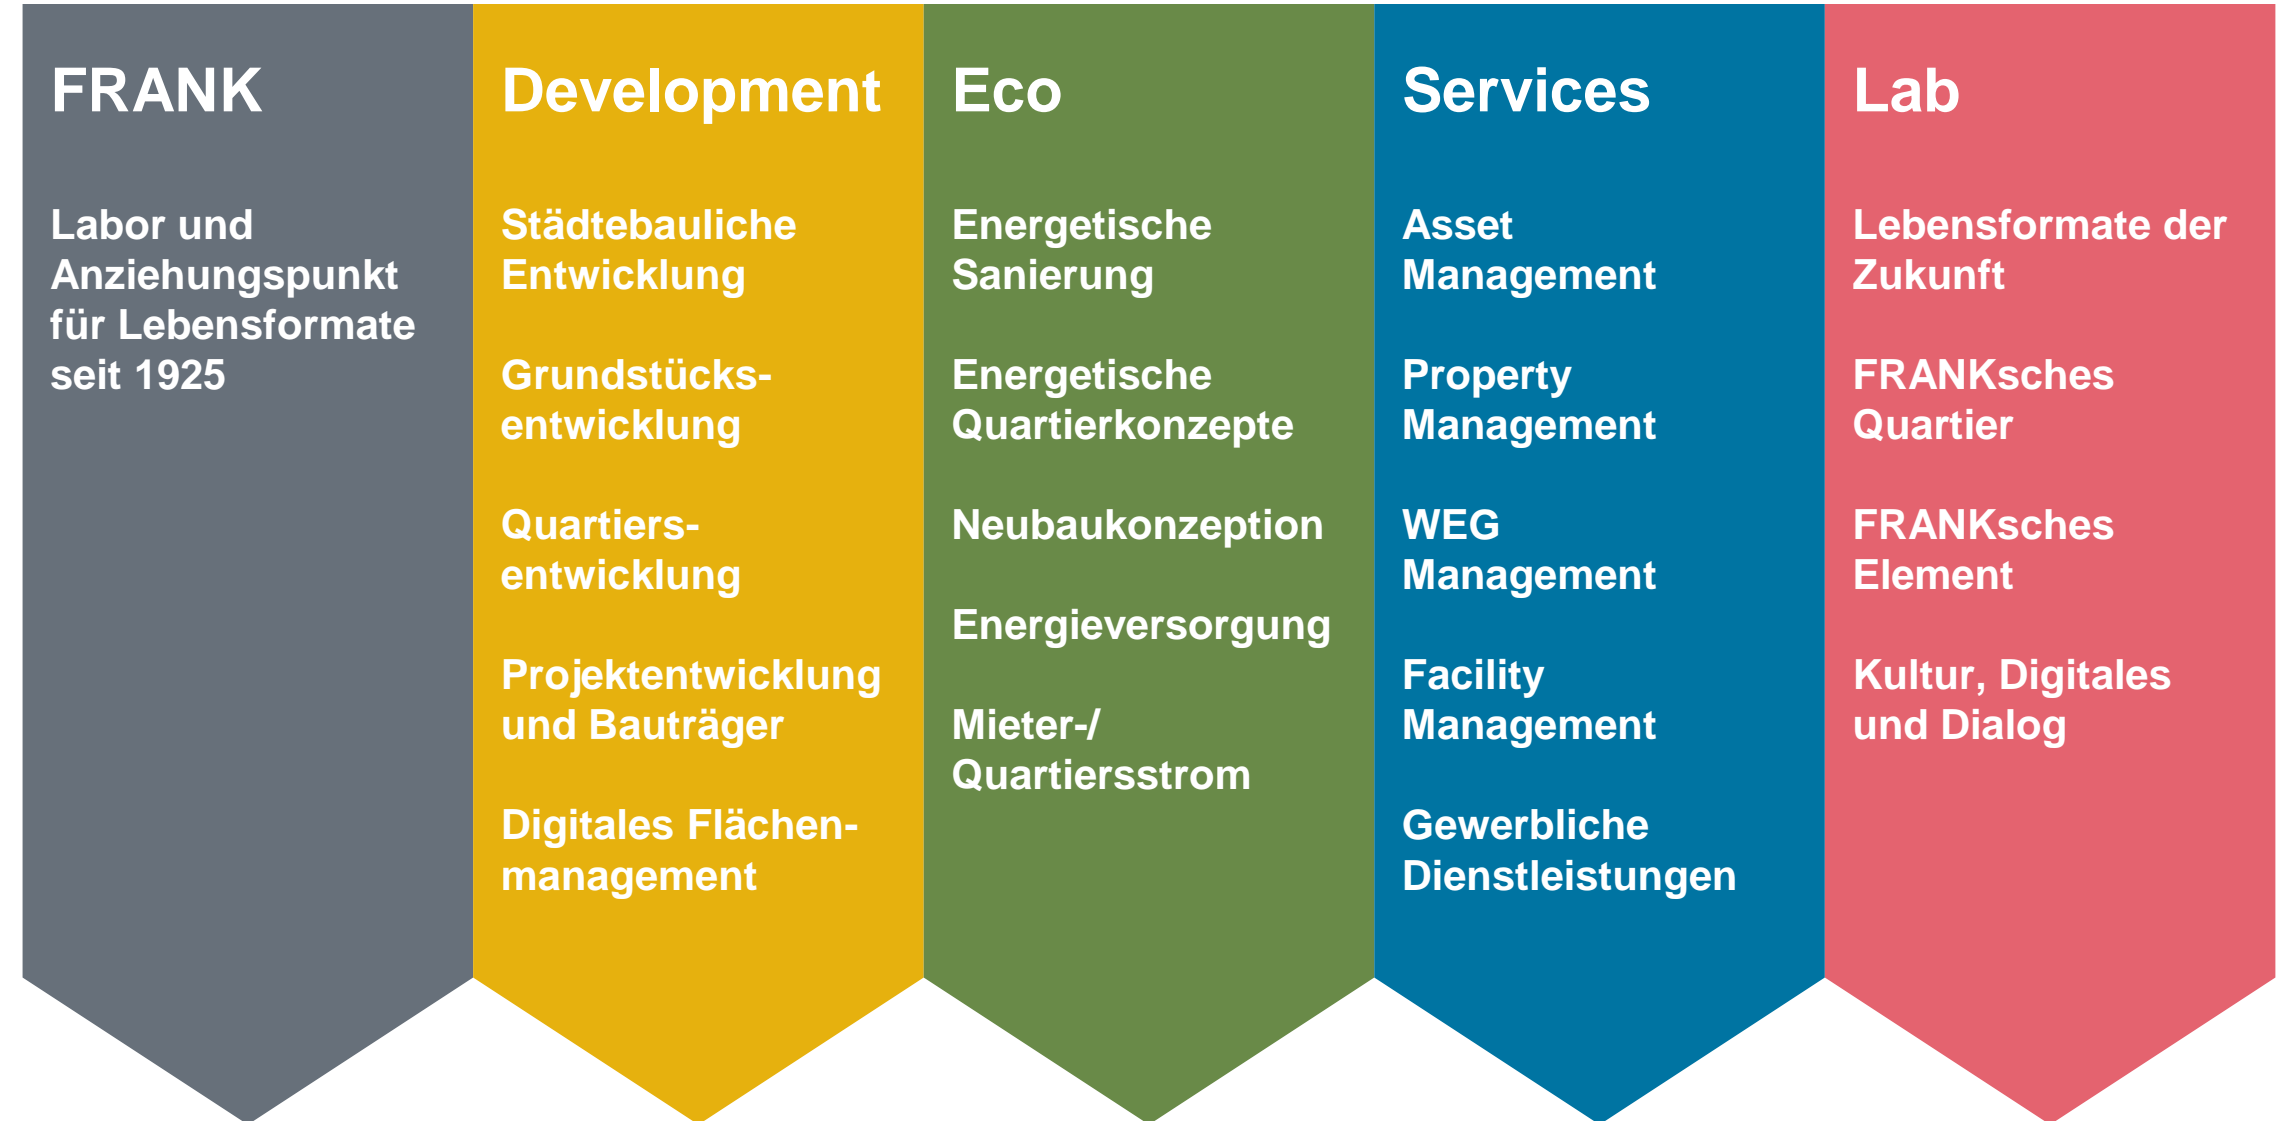 FRANK
Labor und
Anziehungspunkt
für Lebensformate
seit 1925
Development
Städtebauliche
Entwicklung
Grundstücks-
entwicklung
Quartiers-
entwicklung
Projektentwicklung
und Bauträger
Digitales Flächen-
management
Eco
Energetische
Sanierung
Energetische
Quartierkonzepte
Neubaukonzeption
Energieversorgung
Mieter-/
Quartiersstrom
Services
Asset
Management
Property
Management
WEG
Management
Facility
Management
Gewerbliche
Dienstleistungen
Lab
Lebensformate der
Zukunft
FRANKsches
Quartier
FRANKsches
Element
Kultur, Digitales
und Dialog